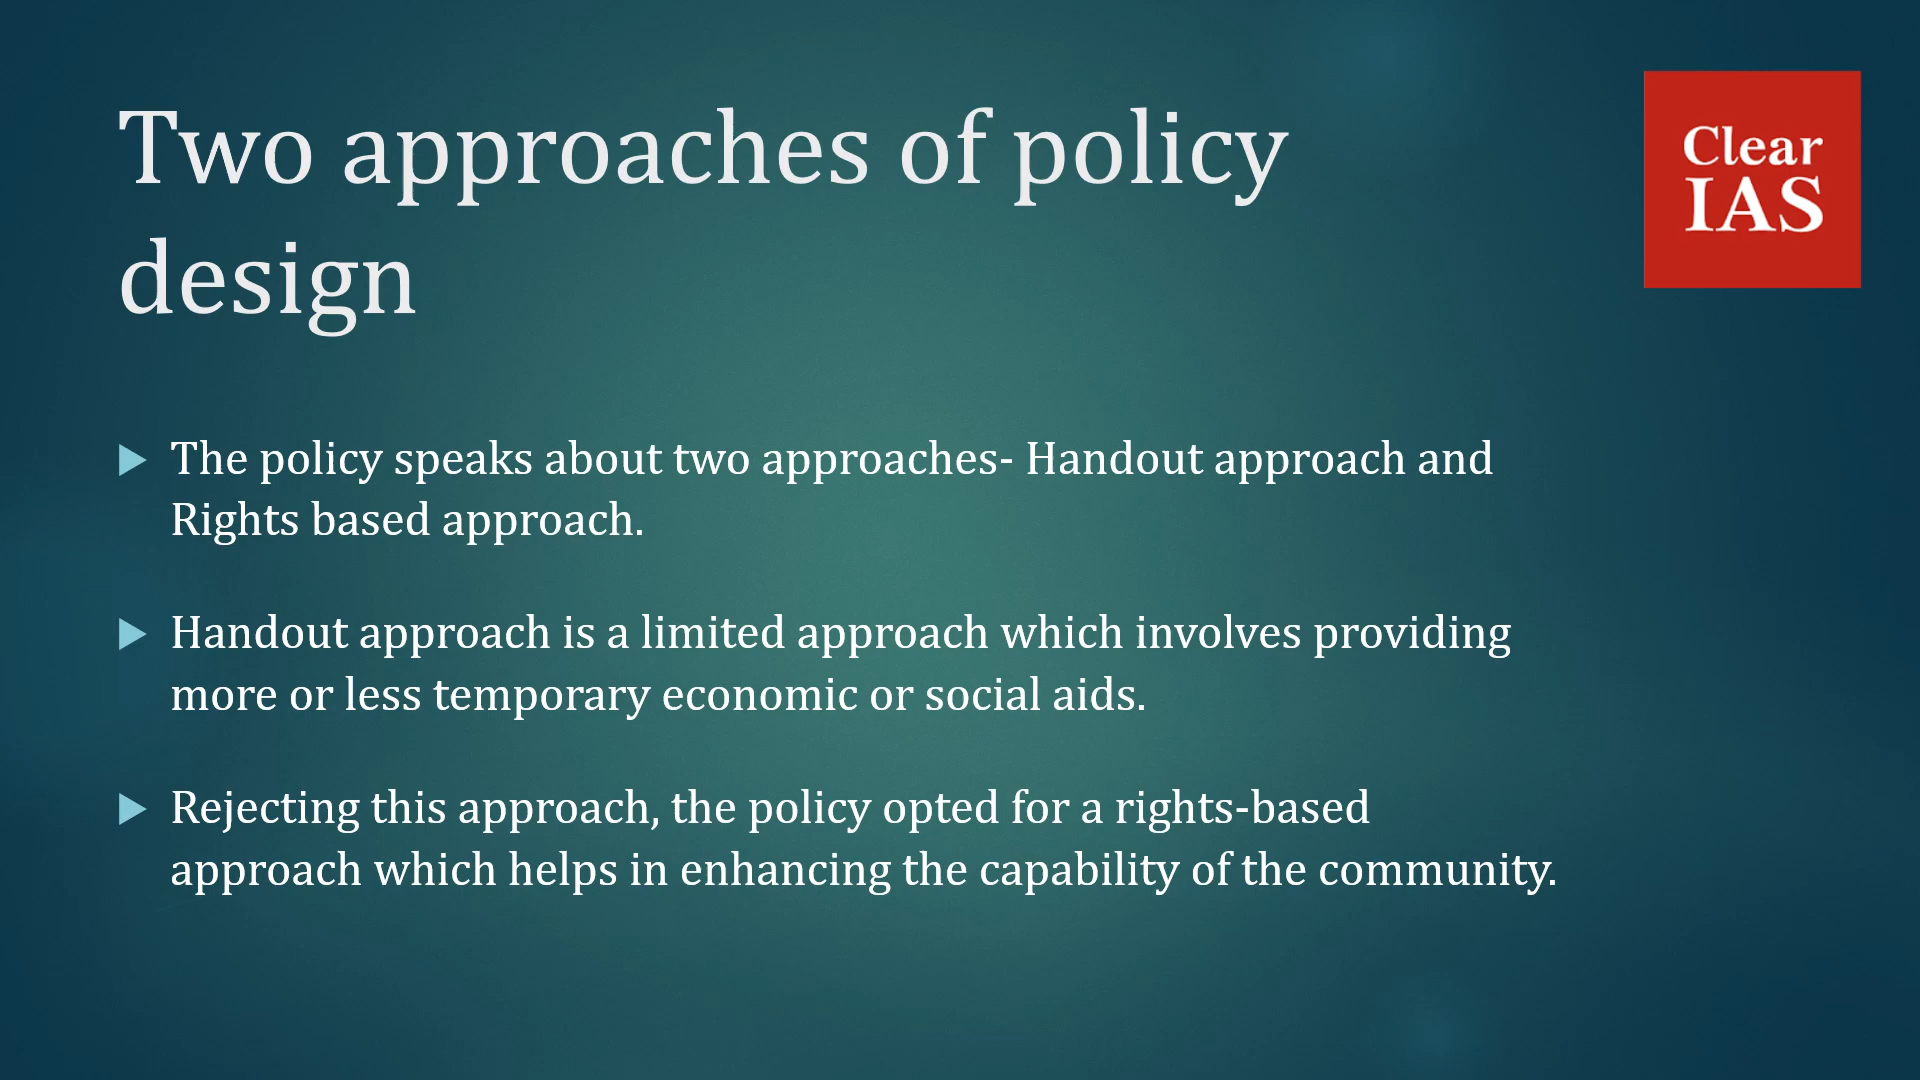 Two approaches of policy
design
Clear
IAS
The policy speaks about two approaches- Handout approach and
Rights based approach.
Handout approach is a limited approach which involves providing
more or less temporary economic or social aids.
Rejecting this approach, the policy opted for a rights-based
approach which helps in enhancing the capability of the community.